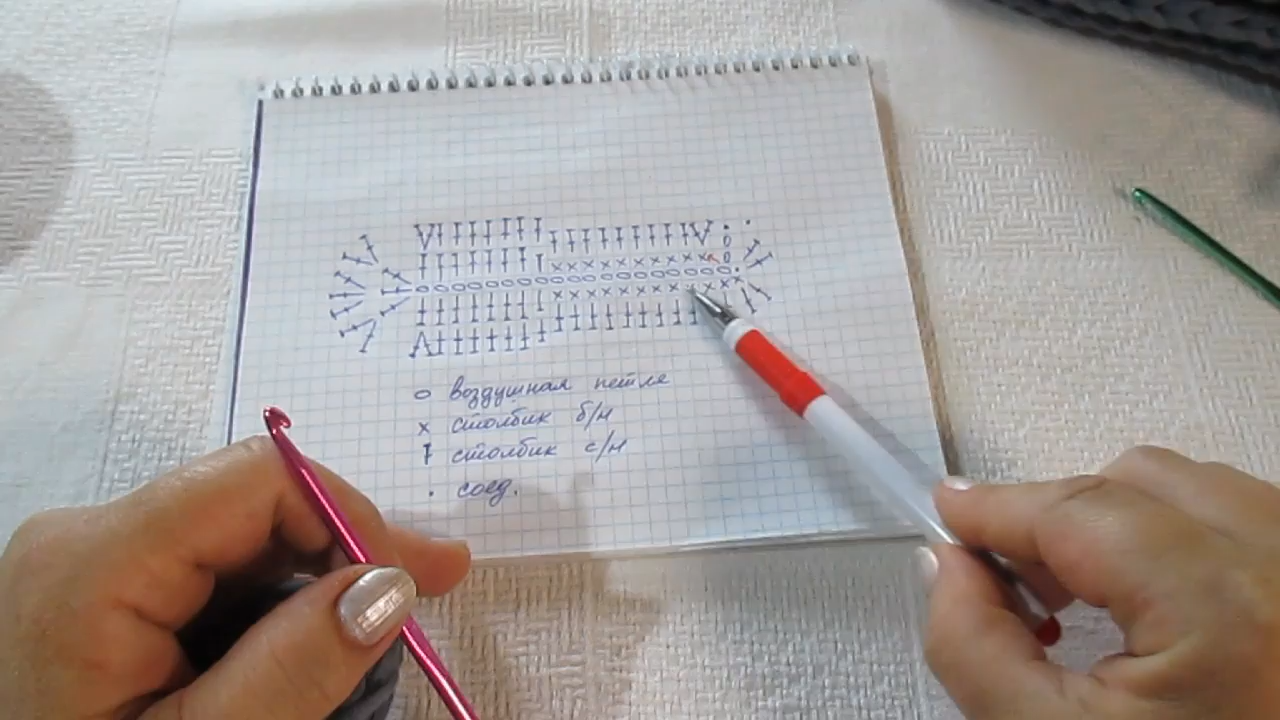 o воздушная петля
x столбик б/н
† столбик с/н
. соед.